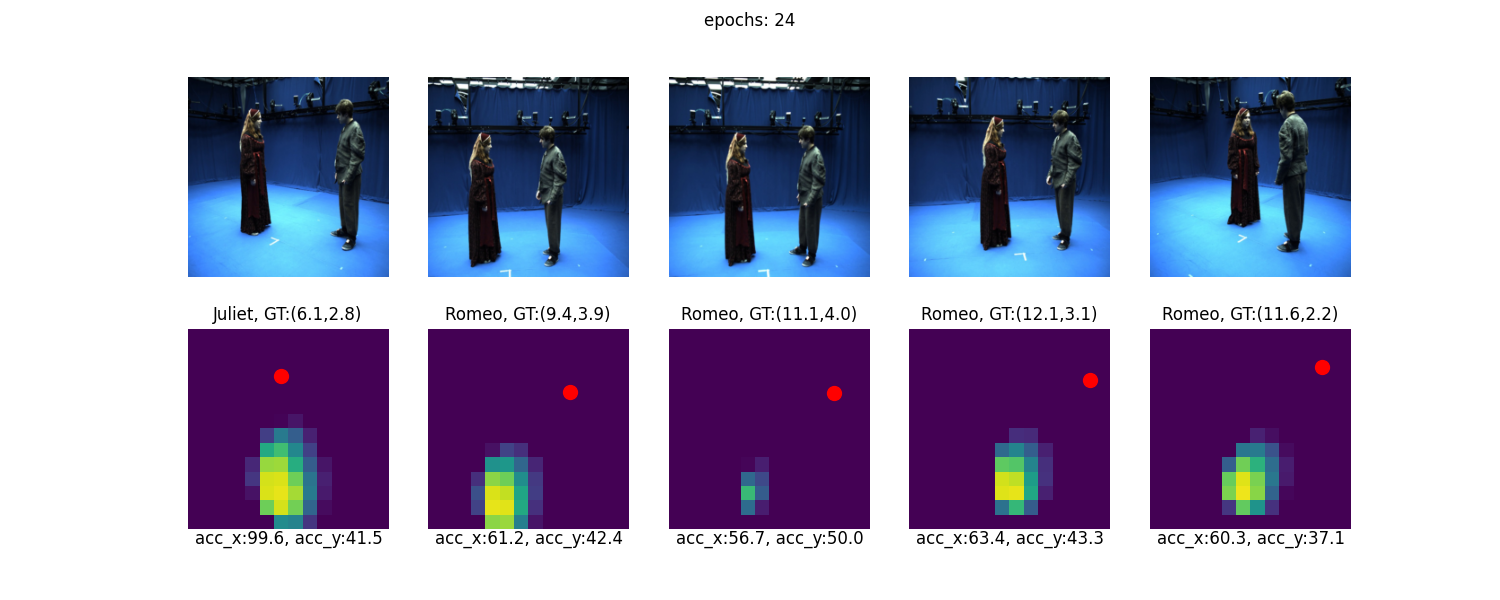 epochs: 24
Juliet, GT:(6.1,2.8)
Romeo, GT:(9.4,3.9)
Romeo, GT:(11.1,4.0)
Romeo, GT:(12.1,3.1)
Romeo, GT:(11.6,2.2)
acc_x:99.6, acc_y:41.5
acc_x:61.2, acc_y:42.4
acc_x:56.7, acc_y:50.0
acc_x:63.4, acc_y:43.3
acc_x:60.3, acc_y:37.1